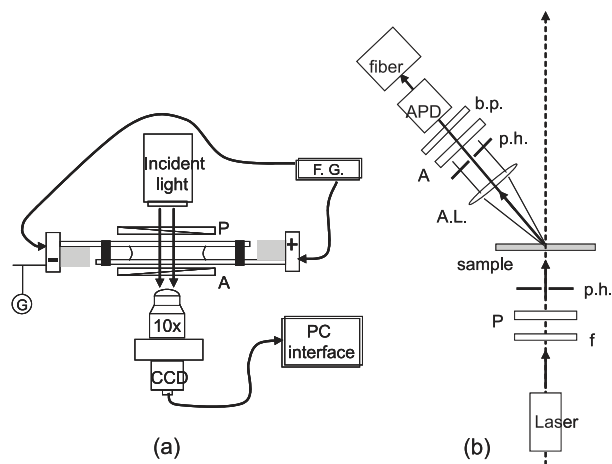 Incident
light
F. G.
P
−
+
A
G
10x
CCD
PC
interface
(a)
fiber
APD
b.p.
p.h.
A
A.L.
sample
p.h.
P
f
Laser
(b)